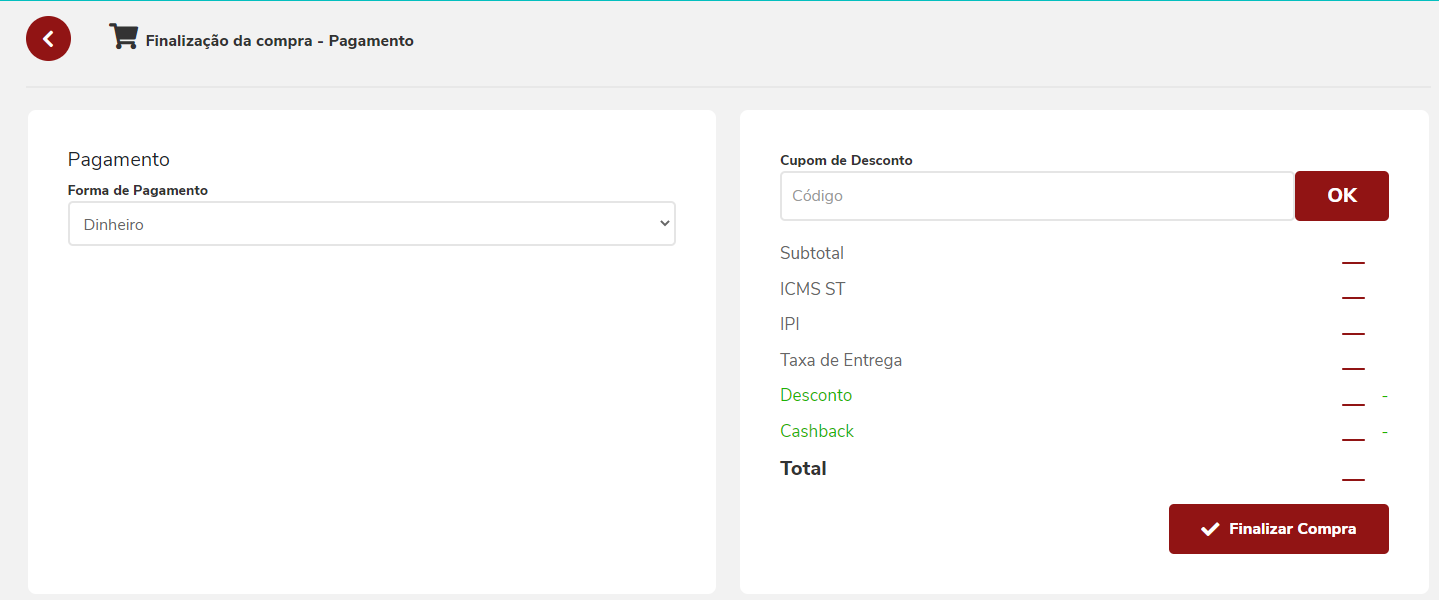 Finalização da compra - Pagamento
Pagamento
Forma de Pagamento
Dinheiro
Cupom de Desconto
Código
OK
Subtotal
ICMS ST
IPI
Taxa de Entrega
Desconto -
Cashback -
Total
Finalizar Compra